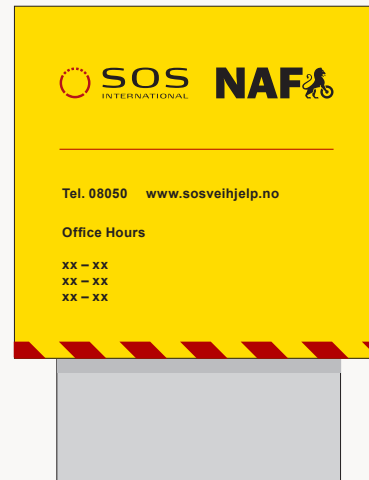 SOS NAF
INTERNATIONAL
Tel. 08050 www.sosveihjelp.no
Office Hours
xx – xx
xx – xx
xx – xx